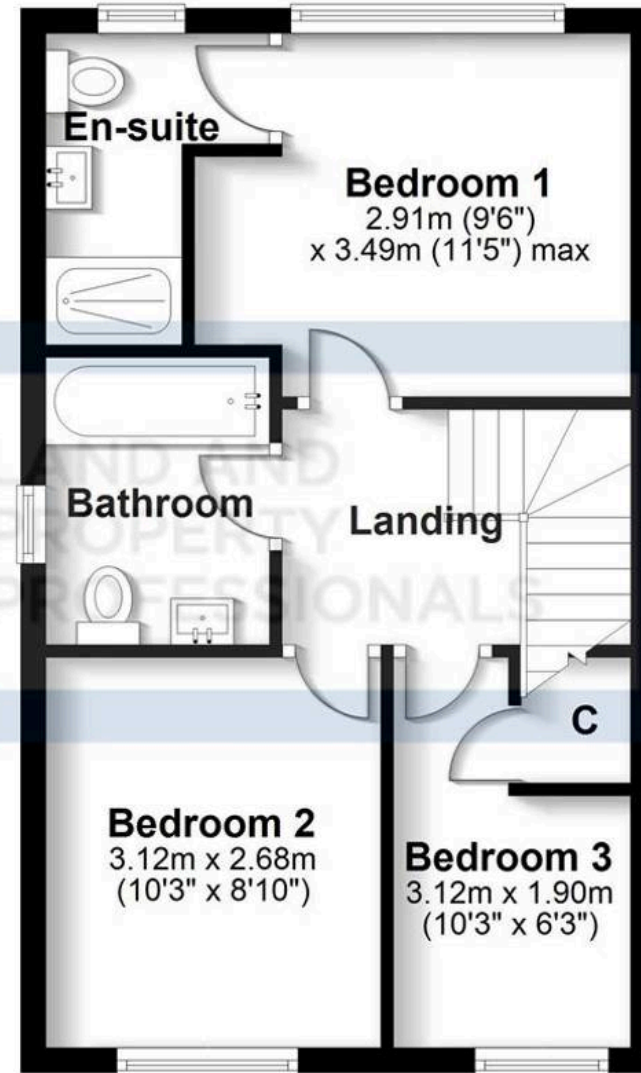 En-suite
Bedroom 1
2.91m (9'6")
x 3.49m (11'5") max
LAND AND
PROPERTY
PROFESSIONALS
Bathroom
Landing
C
Bedroom 2
3.12m x 2.68m
(10'3" x 8'10")
Bedroom 3
3.12m x 1.90m
(10'3" x 6'3")